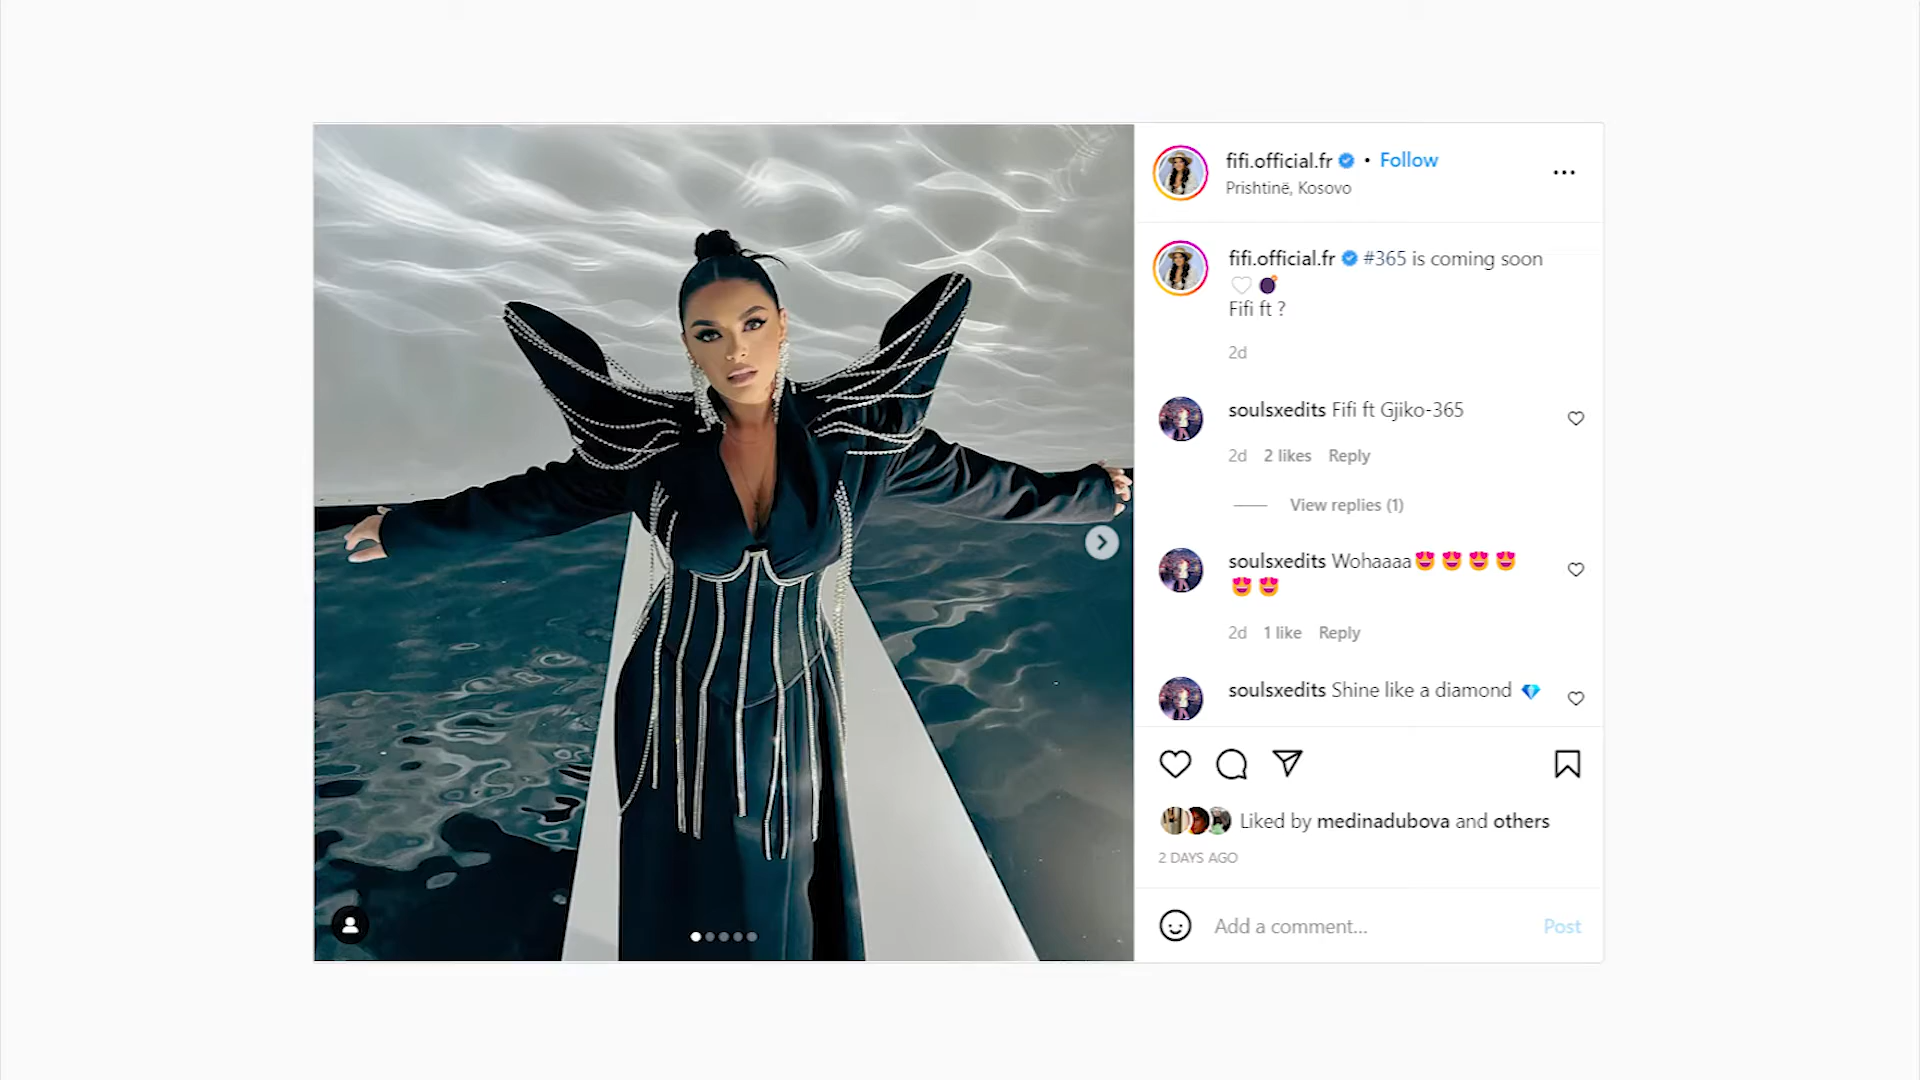 fifi.official.fr • Follow
Prishtinë, Kosovo
fifi.official.fr #365 is coming soon
🤍 💣
Fifi ft ?
2d
soulsxedits Fifi ft Gjiko-365
2d 2 likes Reply
View replies (1)
soulsxedits Wohaaaa😍😍😍😍
😍😍
2d 1 like Reply
soulsxedits Shine like a diamond 💎
Liked by medinadubova and others
2 DAYS AGO
Add a comment... Post